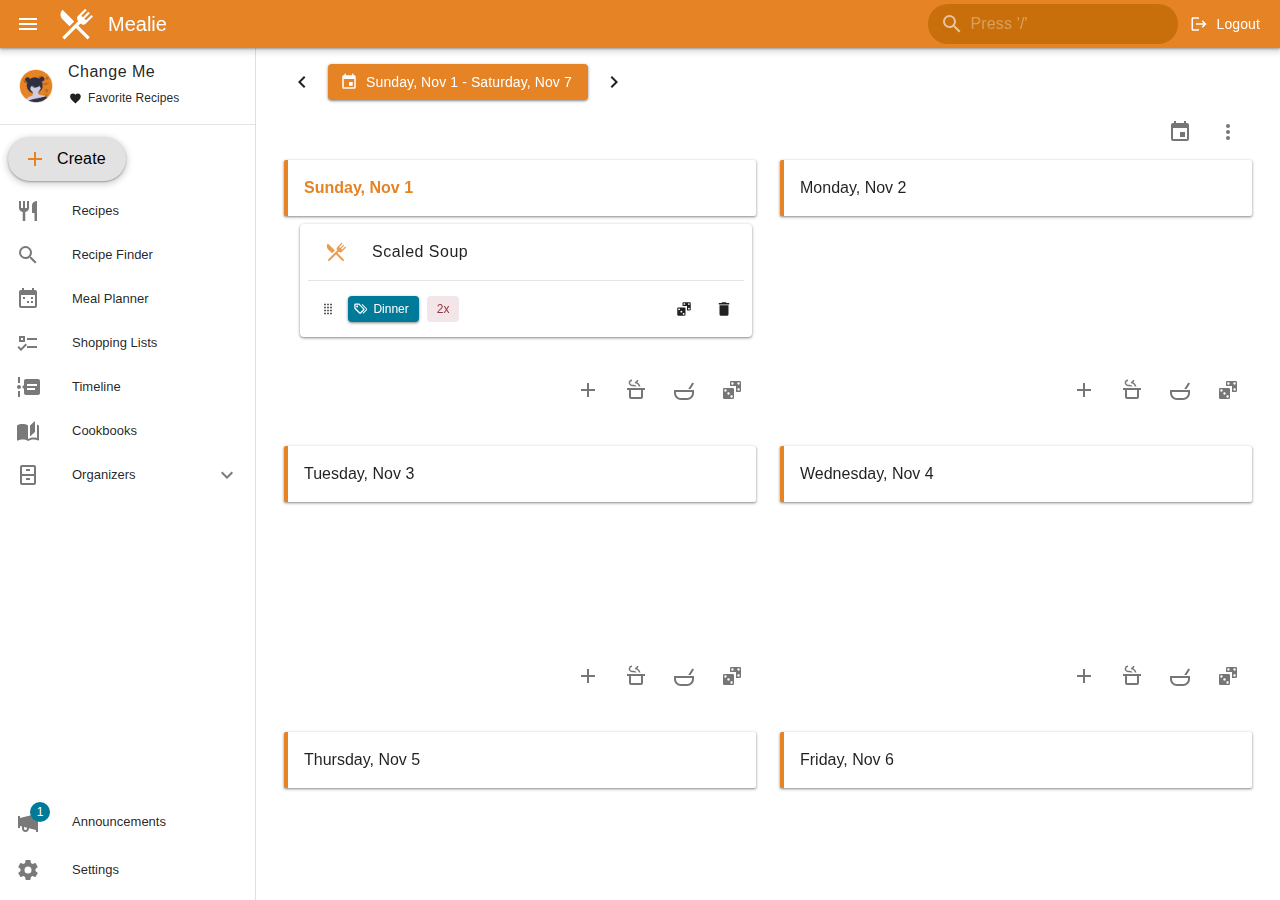 Mealie
Press '/'
Logout
Change Me
Favorite Recipes
Create
Recipes
Recipe Finder
Meal Planner
Shopping Lists
Timeline
Cookbooks
Organizers
1
Announcements
Settings
Sunday, Nov 1 - Saturday, Nov 7
Sunday, Nov 1
Scaled Soup
Dinner
2x
Monday, Nov 2
Tuesday, Nov 3
Wednesday, Nov 4
Thursday, Nov 5
Friday, Nov 6